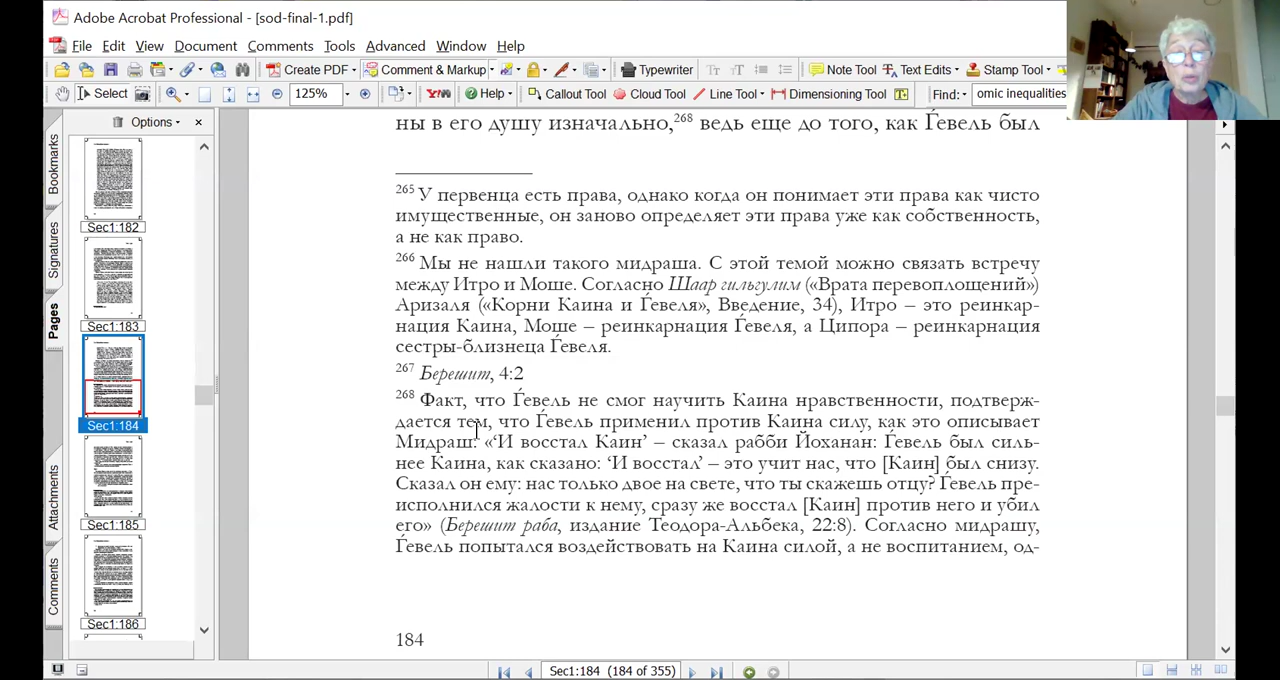 Adobe Acrobat Professional - [sod-final-1.pdf]
File Edit View Document Comments Tools Advanced Window Help
Create PDF Comment & Markup Typewriter Note Tool Text Edits Stamp Tool
Select 125% Y!M Help Callout Tool Cloud Tool Line Tool Dimensioning Tool Find: omic inequalities
Options
Bookmarks
Signatures
Pages
Attachments
Comments
Sec1:182
Sec1:183
Sec1:184
Sec1:185
Sec1:186
ны в его душу изначально,268 ведь еще до того, как Ѓевель был
265 У первенца есть права, однако когда он понимает эти права как чисто
имущественные, он заново определяет эти права уже как собственность,
а не как право.
266 Мы не нашли такого мидраша. С этой темой можно связать встречу
между Итро и Моше. Согласно Шаар гильгулим («Врата перевоплощений»)
Аризаля («Корни Каина и Ѓевеля», Введение, 34), Итро – это реинкар-
нация Каина, Моше – реинкарнация Ѓевеля, а Ципора – реинкарнация
сестры-близнеца Ѓевеля.
267 Берешит, 4:2
268 Факт, что Ѓевель не смог научить Каина нравственности, подтверж-
дается тем, что Ѓевель применил против Каина силу, как это описывает
Мидраш: «‘И восстал Каин’ – сказал рабби Йоханан: Ѓевель был силь-
нее Каина, как сказано: ‘И восстал’ – это учит нас, что [Каин] был снизу.
Сказал он ему: нас только двое на свете, что ты скажешь отцу? Ѓевель пре-
исполнился жалости к нему, сразу же восстал [Каин] против него и убил
его» (Берешит раба, издание Теодора-Альбека, 22:8). Согласно мидрашу,
Ѓевель попытался воздействовать на Каина силой, а не воспитанием, од-
184
Sec1:184 (184 of 355)